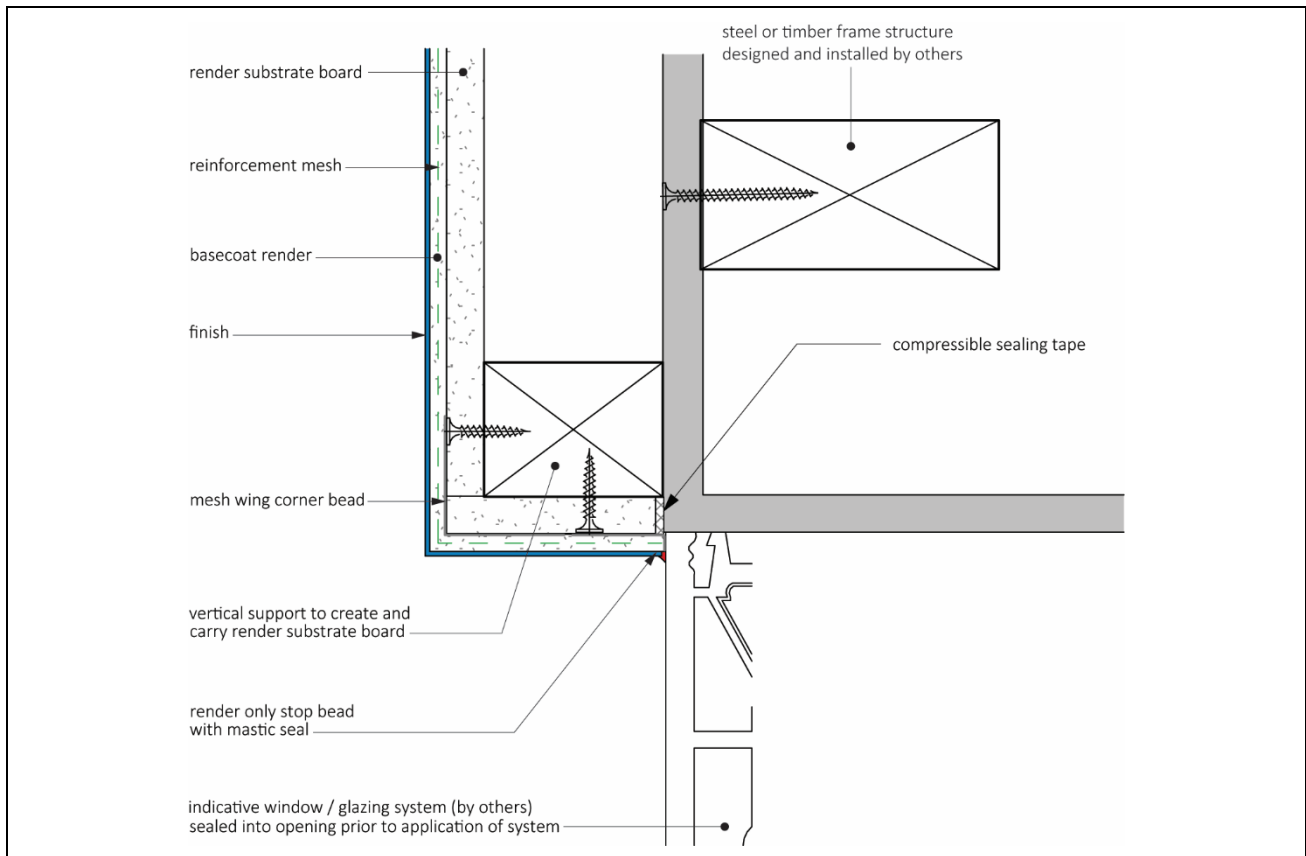 steel or timber frame structure
designed and installed by others
render substrate board
reinforcement mesh
basecoat render
finish
compressible sealing tape
mesh wing corner bead
vertical support to create and
carry render substrate board
render only stop bead
with mastic seal
indicative window / glazing system (by others)
sealed into opening prior to application of system